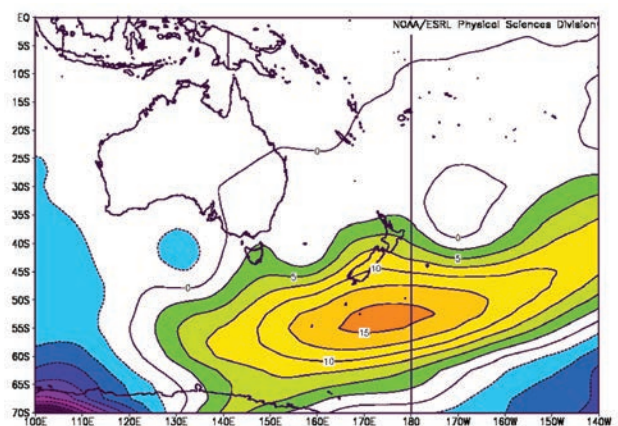 EQ
NOAA/ESRL Physical Sciences Division
5S
10S
15S
20S
0
25S
30S
35S
0
40S
5
10
45S
0
50S
15
55S
10
60S
65S
70S
100E 110E 120E 130E 140E 150E 160E 170E 180 170W 160W 150W 140W